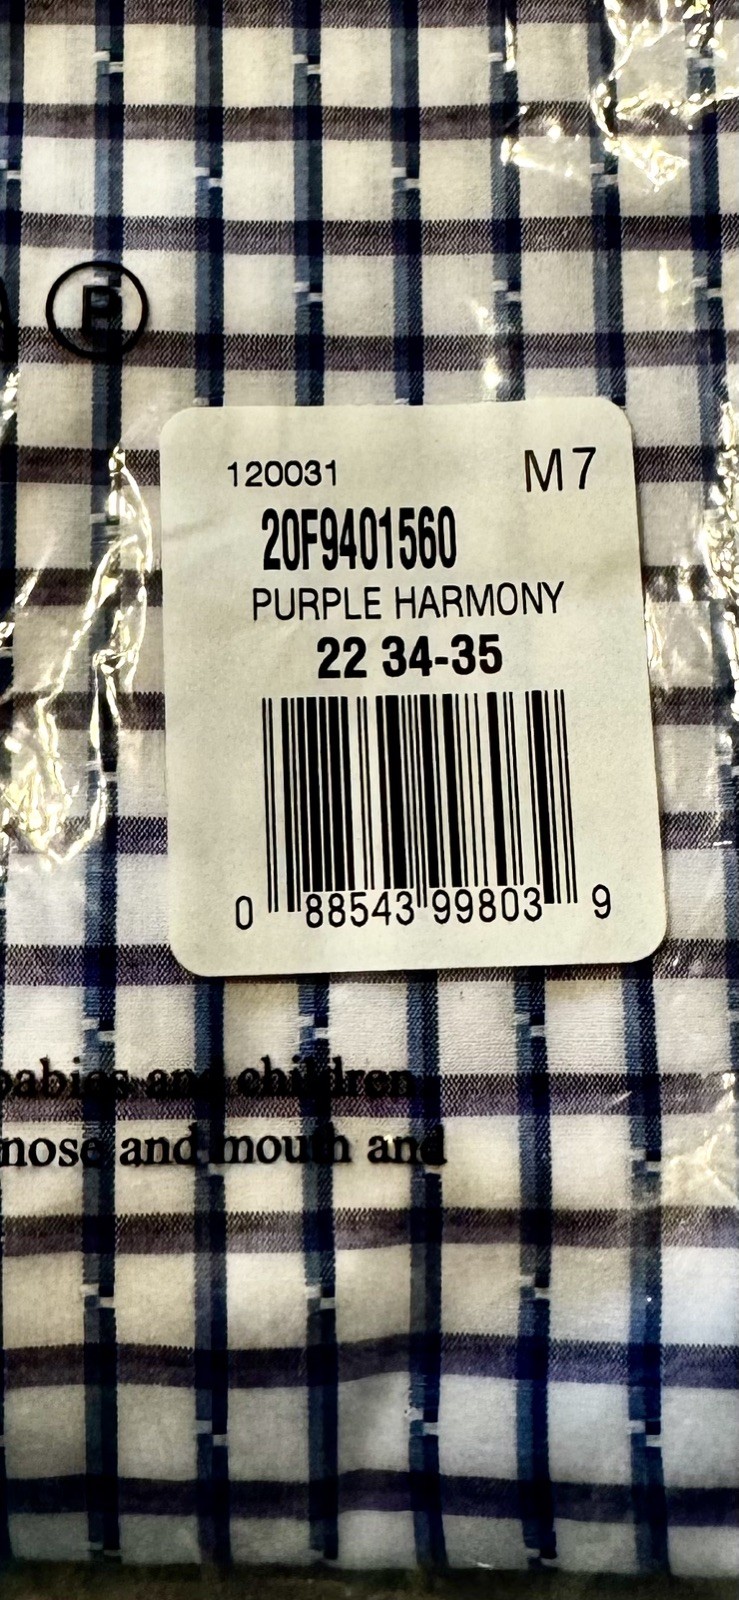 P
120031 M7
20F9401560
PURPLE HARMONY
22 34-35
0 88543 99803 9
babies and children
nose and mouth and